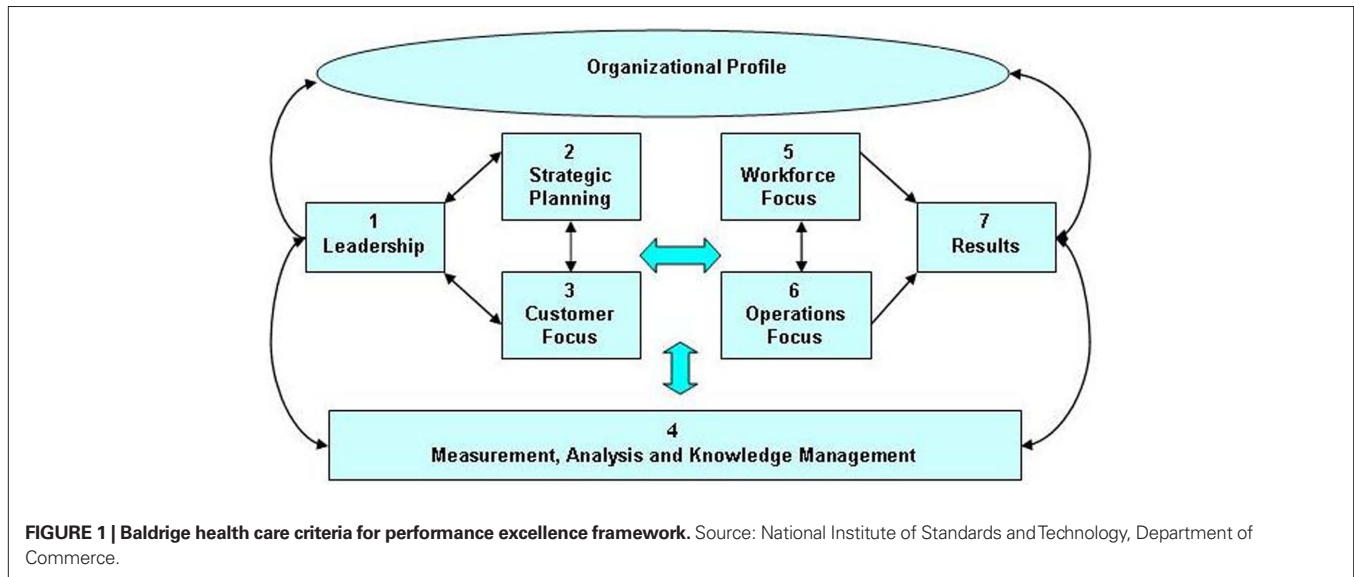 Organizational Profile
1
Leadership
2
Strategic
Planning
3
Customer
Focus
5
Workforce
Focus
6
Operations
Focus
7
Results
4
Measurement, Analysis and Knowledge Management
FIGURE 1 | Baldrige health care criteria for performance excellence framework. Source: National Institute of Standards and Technology, Department of
Commerce.